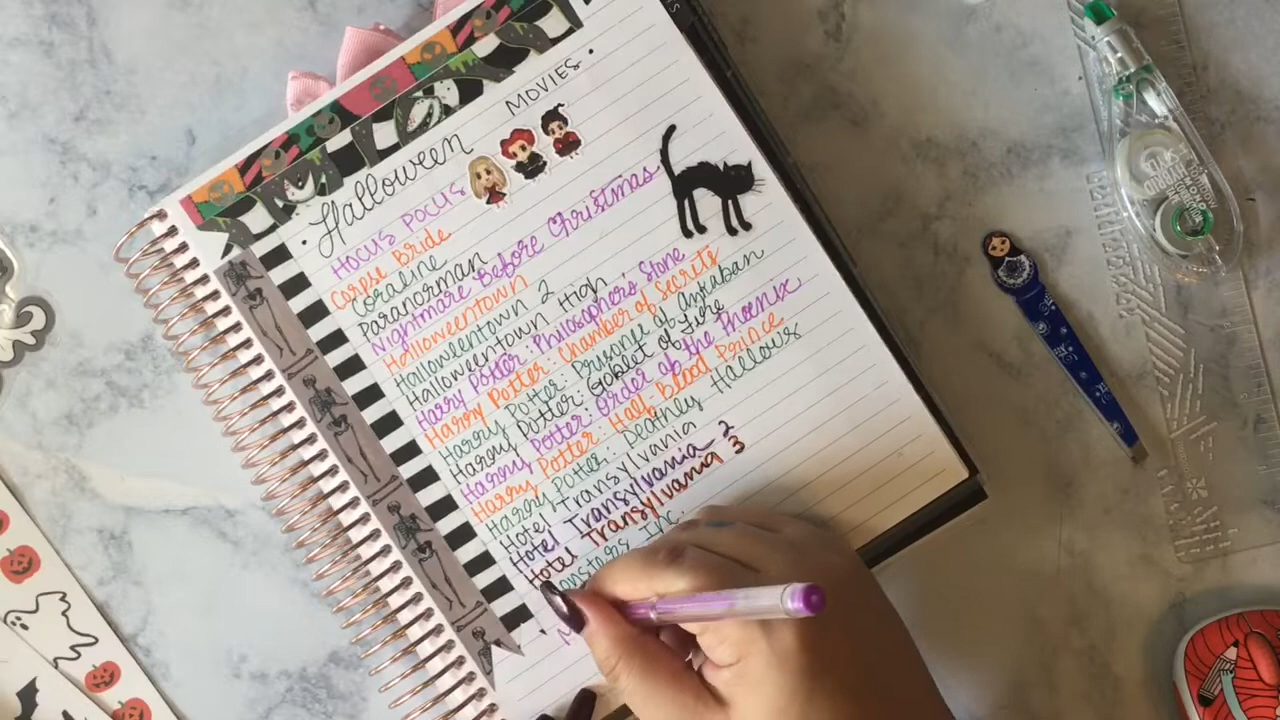 Halloween MOVIES
HOCUS POCUS
Corpse Bride
Coraline
Paranorman
Nightmare Before Christmas
Halloweentown
Halloweentown 2
Halloweentown High
Harry Potter Philosopher's Stone
Harry Potter: Chamber of secrets
Harry Potter: Prisoner of Azkaban
Harry Potter: Goblet of Fire
Harry Potter: Order of the Phoenix
Harry Potter Half Blood Prince
Harry Potter: Deathly Hallows
Hotel Transylvania
Hotel Transylvania 2
Hotel Transylvania 3
Inc.